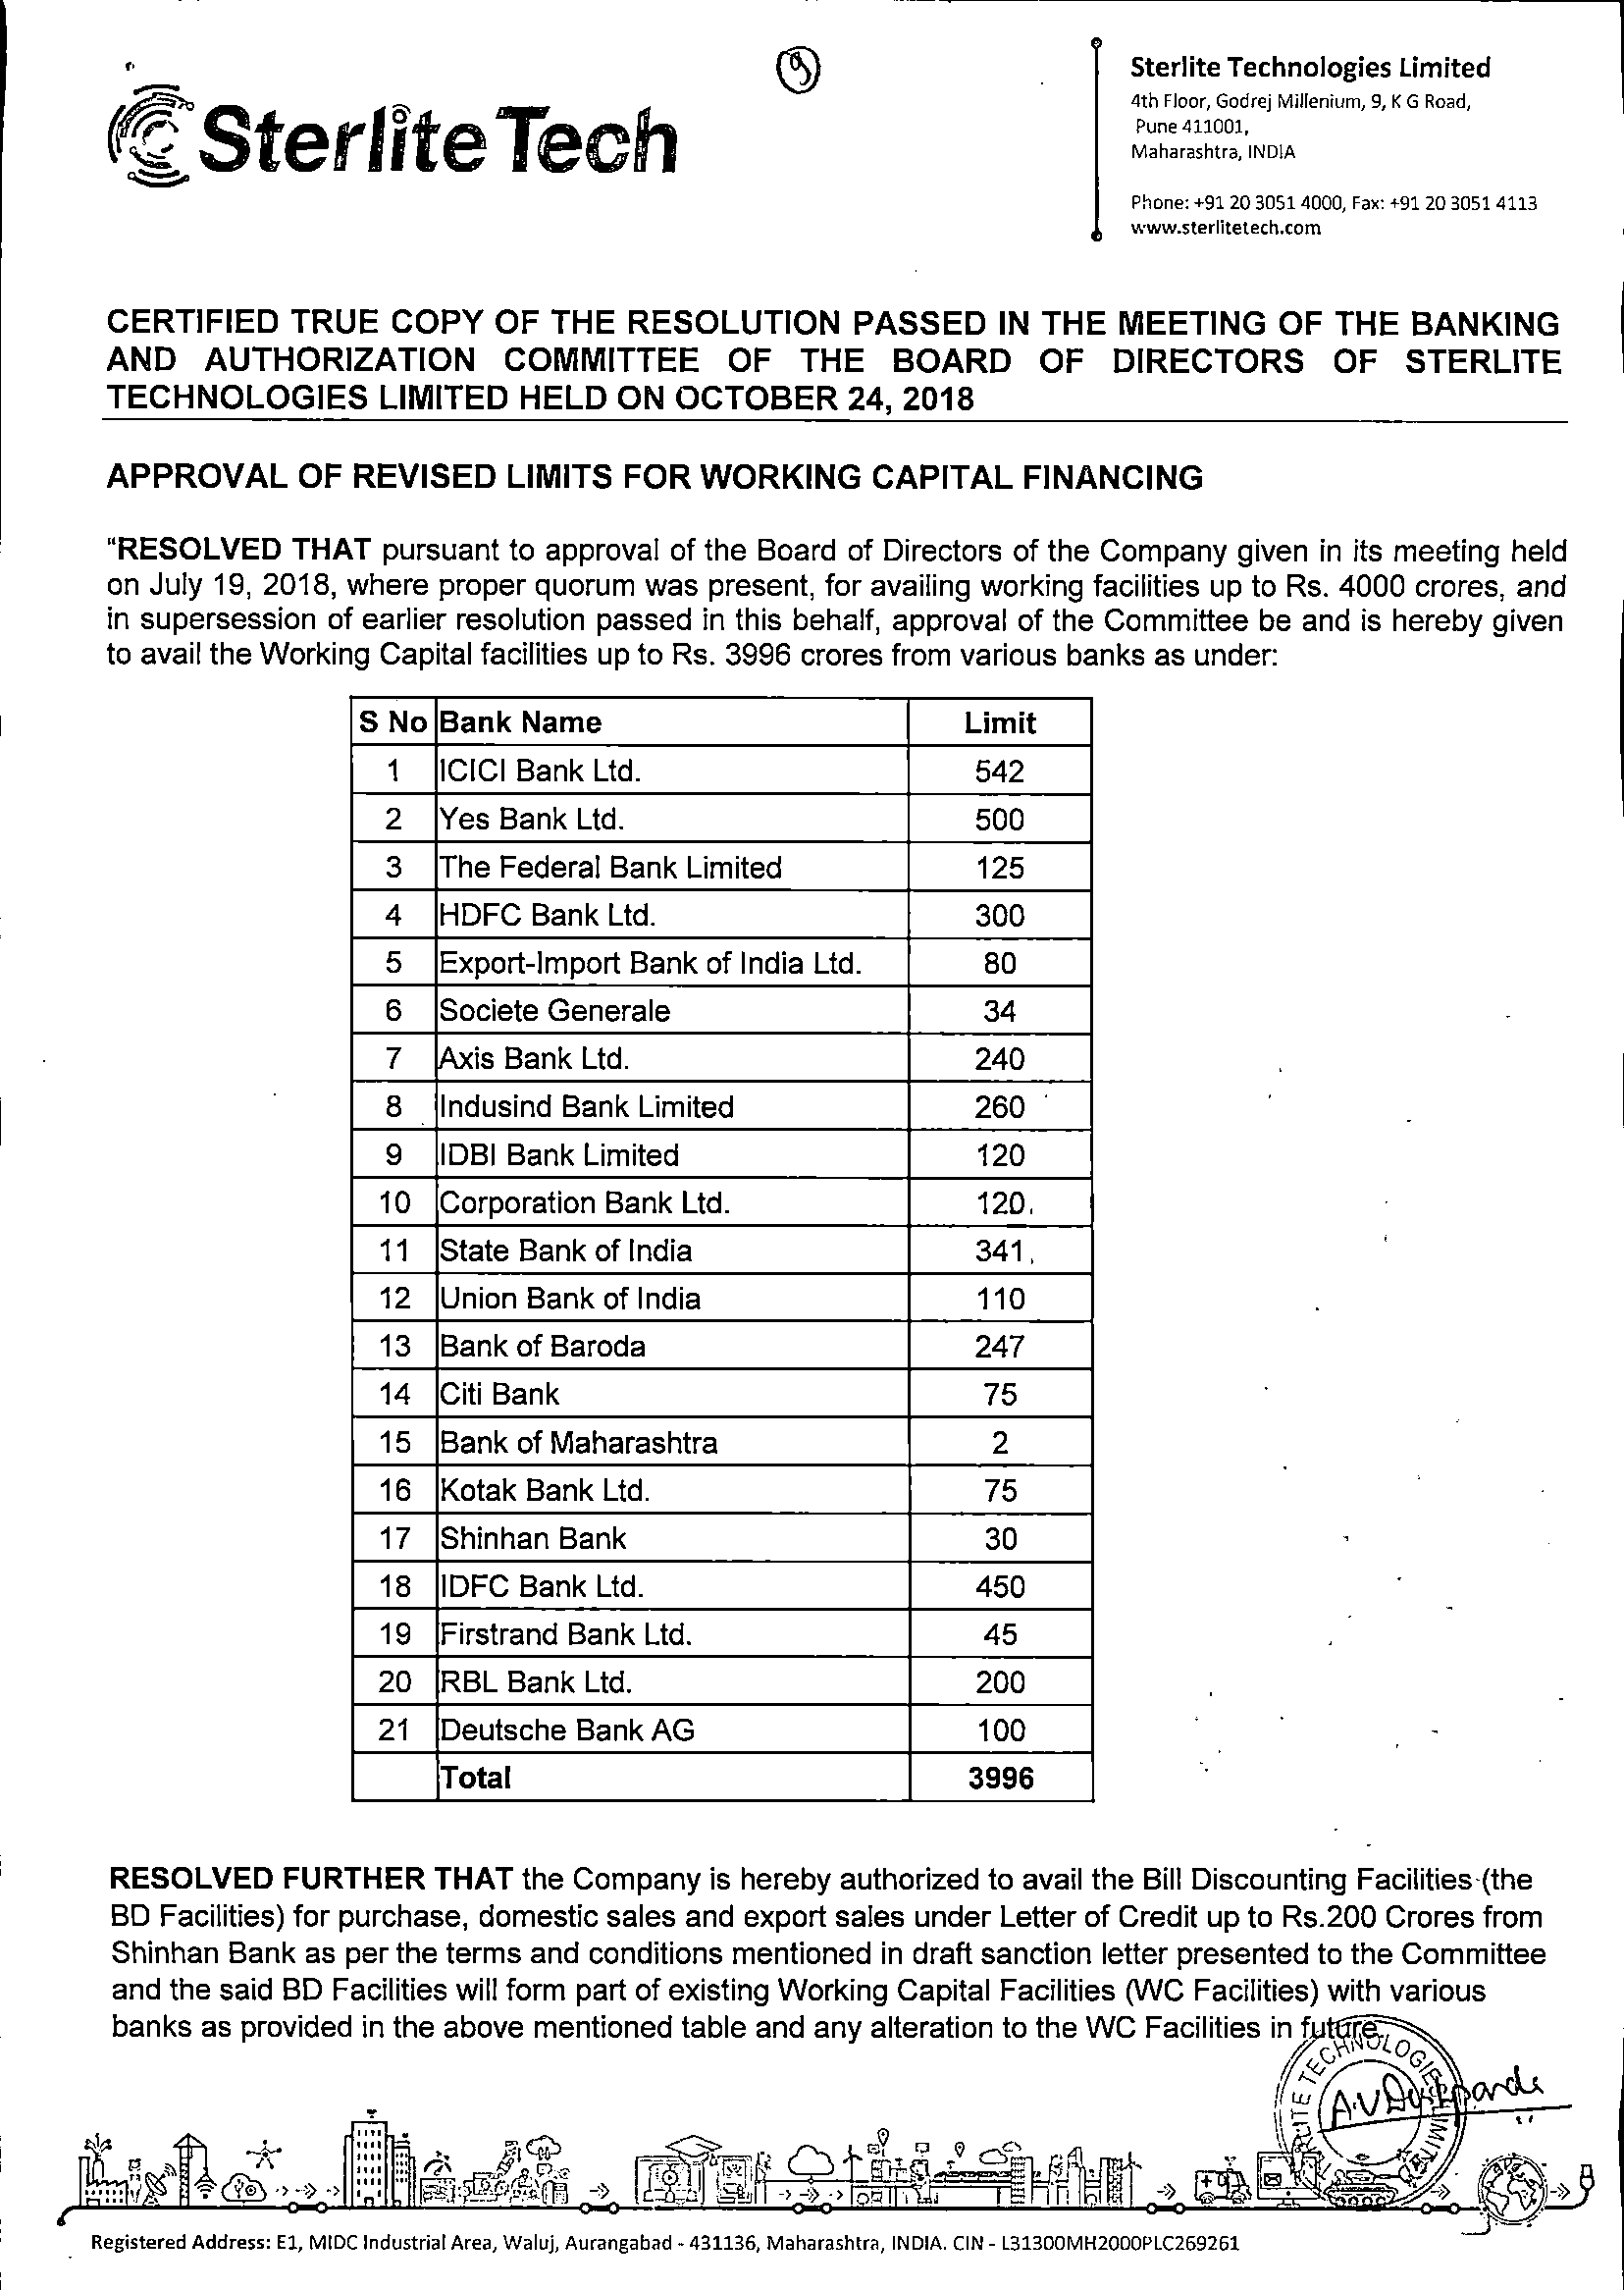 9
Sterlite Tech
Sterlite Technologies Limited
4th Floor, Godrej Millenium, 9, K G Road,
Pune 411001,
Maharashtra, INDIA
Phone: +91 20 3051 4000, Fax: +91 20 3051 4113
www.sterlitetech.com
CERTIFIED TRUE COPY OF THE RESOLUTION PASSED IN THE MEETING OF THE BANKING
AND AUTHORIZATION COMMITTEE OF THE BOARD OF DIRECTORS OF STERLITE
TECHNOLOGIES LIMITED HELD ON OCTOBER 24, 2018
APPROVAL OF REVISED LIMITS FOR WORKING CAPITAL FINANCING
"RESOLVED THAT pursuant to approval of the Board of Directors of the Company given in its meeting held
on July 19, 2018, where proper quorum was present, for availing working facilities up to Rs. 4000 crores, and
in supersession of earlier resolution passed in this behalf, approval of the Committee be and is hereby given
to avail the Working Capital facilities up to Rs. 3996 crores from various banks as under:
S No Bank Name Limit
1 ICICI Bank Ltd. 542
2 Yes Bank Ltd. 500
3 The Federal Bank Limited 125
4 HDFC Bank Ltd. 300
5 Export-Import Bank of India Ltd. 80
6 Societe Generale 34
7 Axis Bank Ltd. 240
8 Indusind Bank Limited 260
9 IDBI Bank Limited 120
10 Corporation Bank Ltd. 120
11 State Bank of India 341
12 Union Bank of India 110
13 Bank of Baroda 247
14 Citi Bank 75
15 Bank of Maharashtra 2
16 Kotak Bank Ltd. 75
17 Shinhan Bank 30
18 IDFC Bank Ltd. 450
19 Firstrand Bank Ltd. 45
20 RBL Bank Ltd. 200
21 Deutsche Bank AG 100
Total 3996
RESOLVED FURTHER THAT the Company is hereby authorized to avail the Bill Discounting Facilities (the
BD Facilities) for purchase, domestic sales and export sales under Letter of Credit up to Rs.200 Crores from
Shinhan Bank as per the terms and conditions mentioned in draft sanction letter presented to the Committee
and the said BD Facilities will form part of existing Working Capital Facilities (WC Facilities) with various
banks as provided in the above mentioned table and any alteration to the WC Facilities in future
Registered Address: E1, MIDC Industrial Area, Waluj, Aurangabad - 431136, Maharashtra, INDIA. CIN - L31300MH2000PLC269261